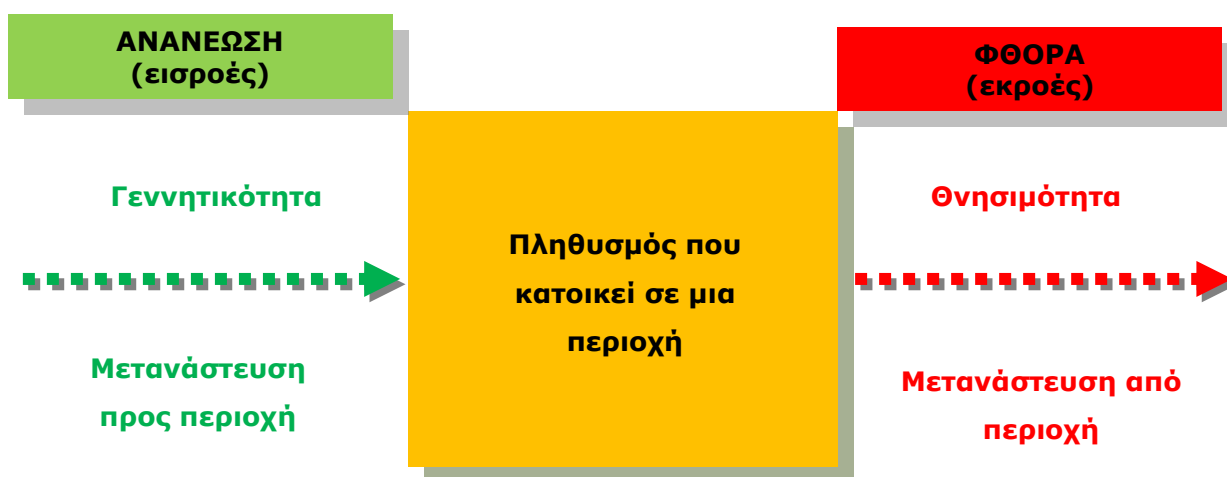 ΑΝΑΝΕΩΣΗ
(εισροές)
ΦΘΟΡΑ
(εκροές)
Γεννητικότητα
Θνησιμότητα
Πληθυσμός που
κατοικεί σε μια
περιοχή
Μετανάστευση
προς περιοχή
Μετανάστευση από
περιοχή